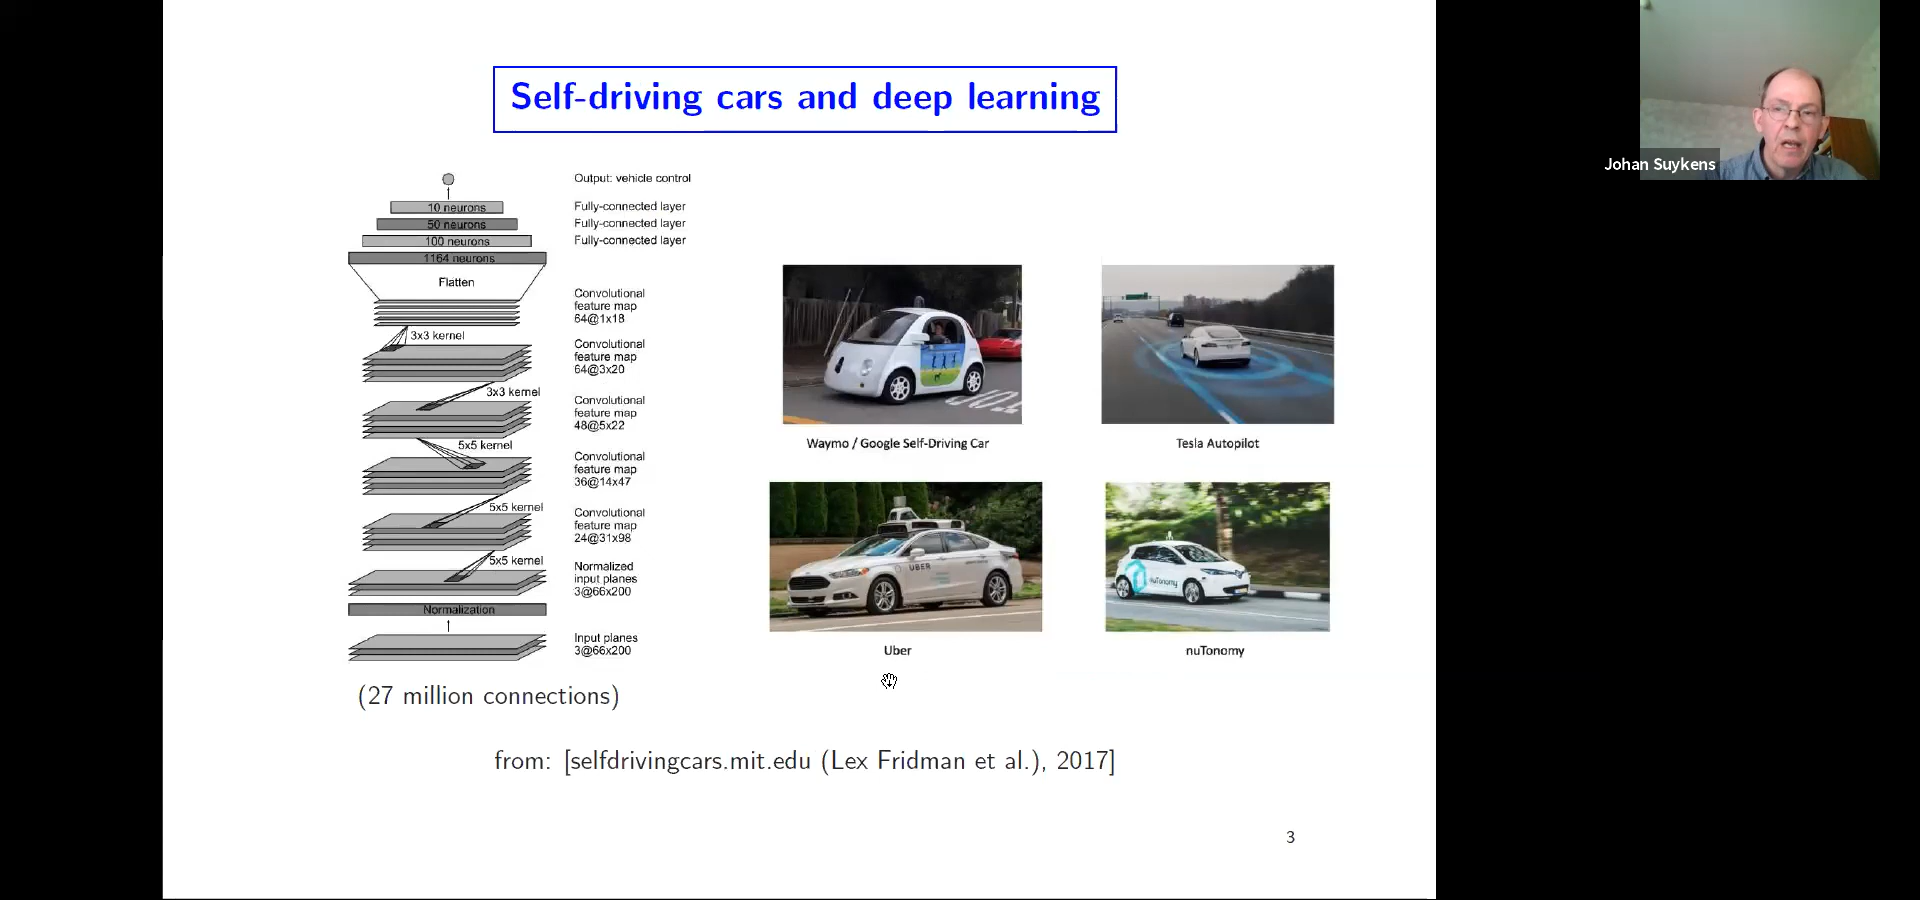 Self-driving cars and deep learning
Johan Suykens
Output: vehicle control
10 neurons
Fully-connected layer
50 neurons
Fully-connected layer
100 neurons
Fully-connected layer
1164 neurons
Flatten
Convolutional
feature map
64@1x18
3x3 kernel
Convolutional
feature map
64@3x20
3x3 kernel
Convolutional
feature map
48@5x22
5x5 kernel
Convolutional
feature map
36@14x47
5x5 kernel
Convolutional
feature map
24@31x98
5x5 kernel
Normalized
input planes
3@66x200
Normalization
Input planes
3@66x200
(27 million connections)
Waymo / Google Self-Driving Car
Tesla Autopilot
UBER
nuTonomy
Uber
nuTonomy
from: [selfdrivingcars.mit.edu (Lex Fridman et al.), 2017]
3